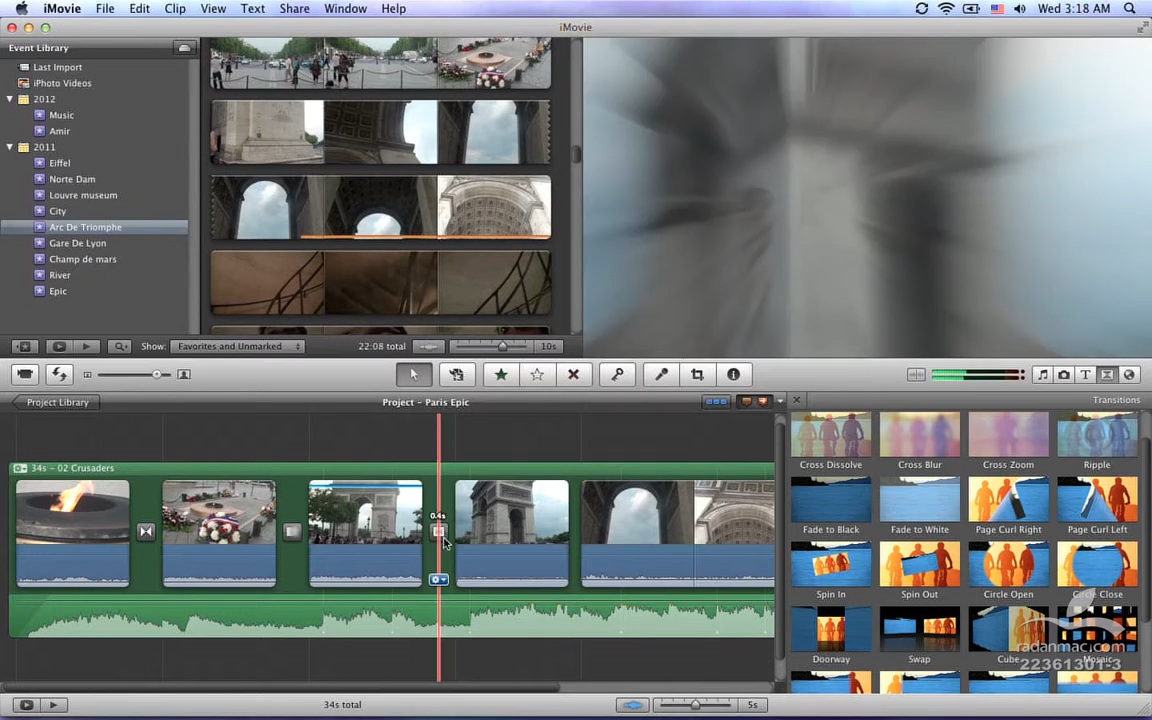 iMovie File Edit Clip View Text Share Window Help Wed 3:18 AM
iMovie
Event Library
Last Import
iPhoto Videos
2012
Music
Amir
2011
Eiffel
Norte Dam
Louvre museum
City
Arc De Triomphe
Gare De Lyon
Champ de mars
River
Epic
Show: Favorites and Unmarked 22:08 total 10s
Project Library
Project - Paris Epic
Transitions
34s - 02 Crusaders
0.4s
Cross Dissolve Cross Blur Cross Zoom Ripple
Fade to Black Fade to White Page Curl Right Page Curl Left
Spin In Spin Out Circle Open Circle Close
Doorway Swap Cube Mosaic
radanmac.com
22361301-3
34s total 5s